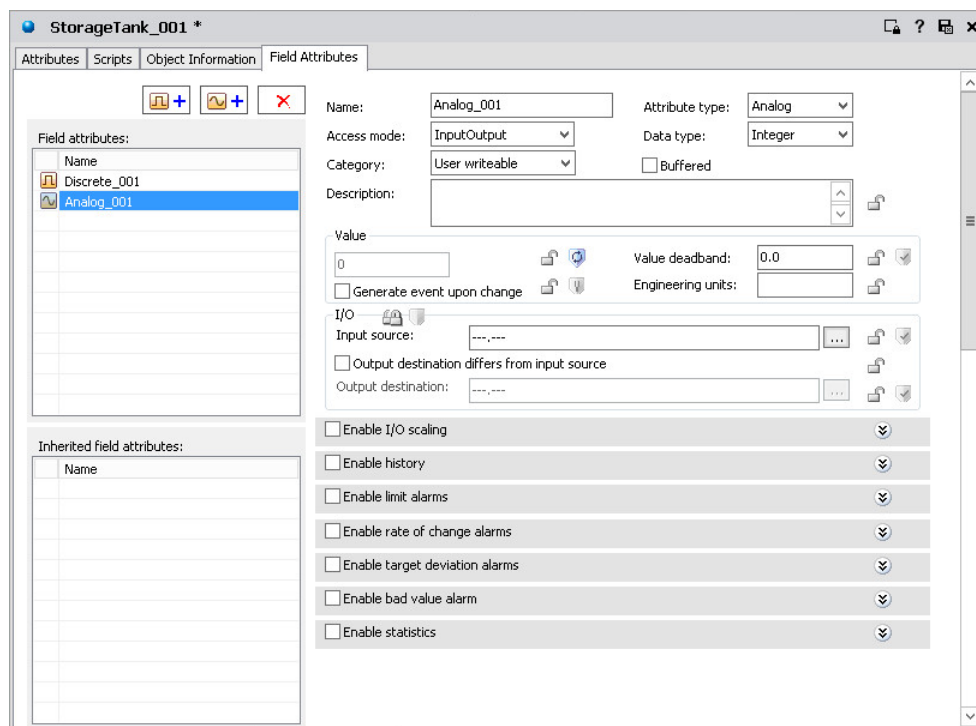 StorageTank_001 *
?
Attributes Scripts Object Information Field Attributes
Field attributes:
Name
Discrete_001
Analog_001
Inherited field attributes:
Name
Name: Analog_001 Attribute type: Analog
Access mode: InputOutput Data type: Integer
Category: User writeable Buffered
Description:
Value
0 Value deadband: 0.0
Generate event upon change Engineering units:
I/O
Input source: ---.--- ...
Output destination differs from input source
Output destination: ---.--- ...
Enable I/O scaling
Enable history
Enable limit alarms
Enable rate of change alarms
Enable target deviation alarms
Enable bad value alarm
Enable statistics